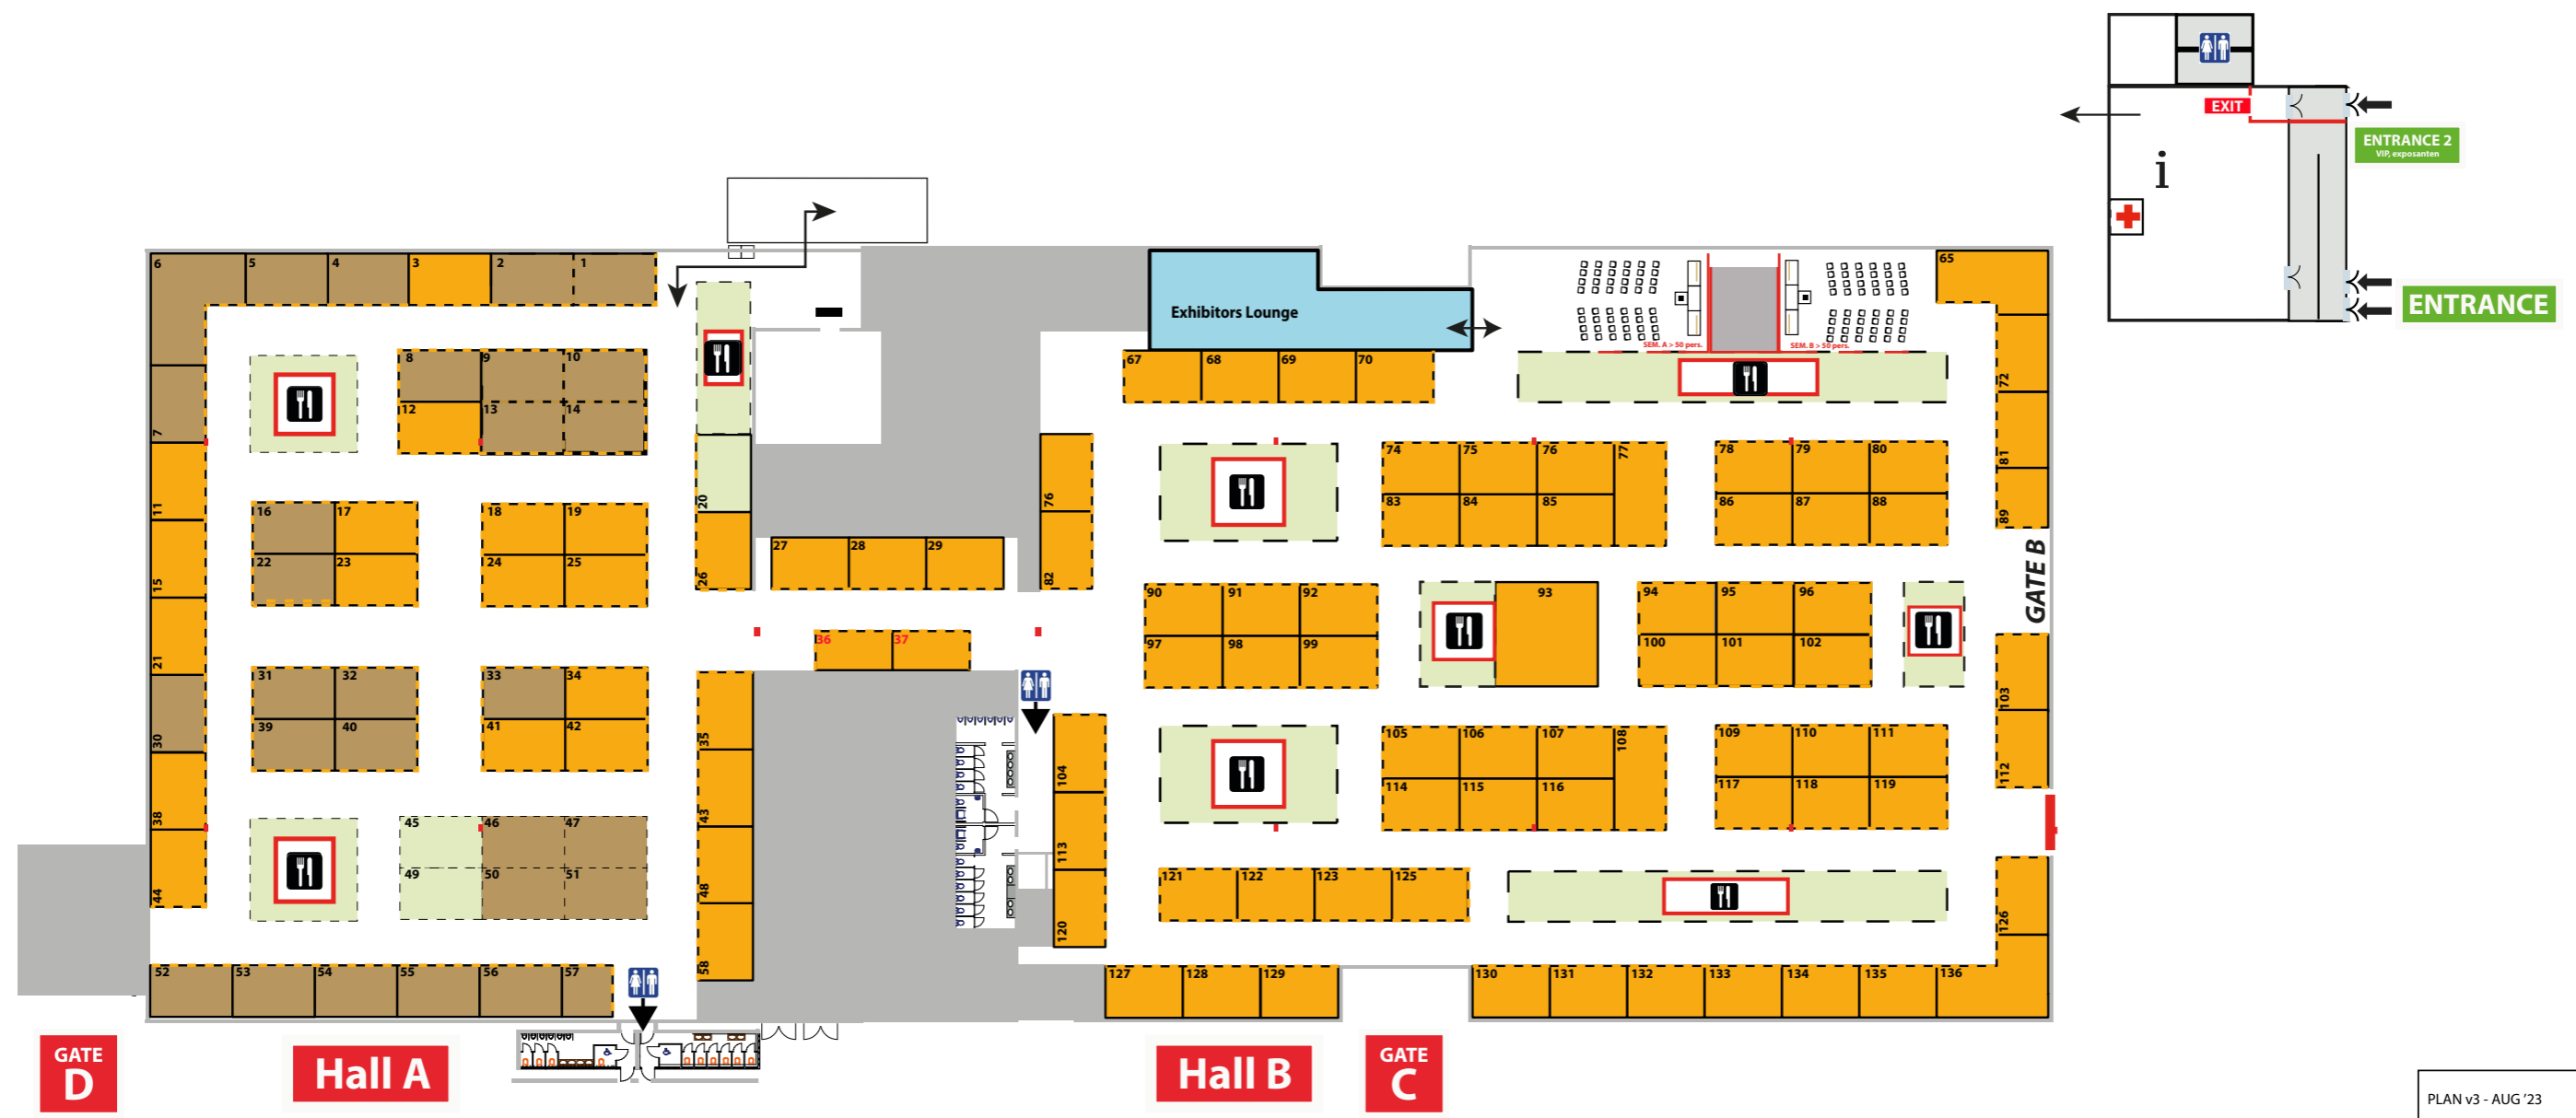 EXIT
ENTRANCE 2
VIP, exposanten
i
ENTRANCE
6 5 4 3 2 1
Exhibitors Lounge
SEM. A > 50 pers. SEM. B > 50 pers.
65
8 9 10
67 68 69 70
72
12 13 14
7
74 75 76 77 78 79 80
81
11
16 17 18 19
20
76
83 84 85 86 87 88
89
22 23 24 25
15
26
27 28 29
82
GATE B
90 91 92 93 94 95 96
36 37
97 98 99 100 101 102
21
31 32 33 34
103
39 40 41 42
30
35
104
105 106 107 108 109 110 111
112
114 115 116 117 118 119
38
45 46 47
43
113
49 50 51
44
48
120
121 122 123 125
126
52 53 54 55 56 57
58
127 128 129 130 131 132 133 134 135 136
GATE
D
Hall A
Hall B
GATE
C
PLAN v3 - AUG '23